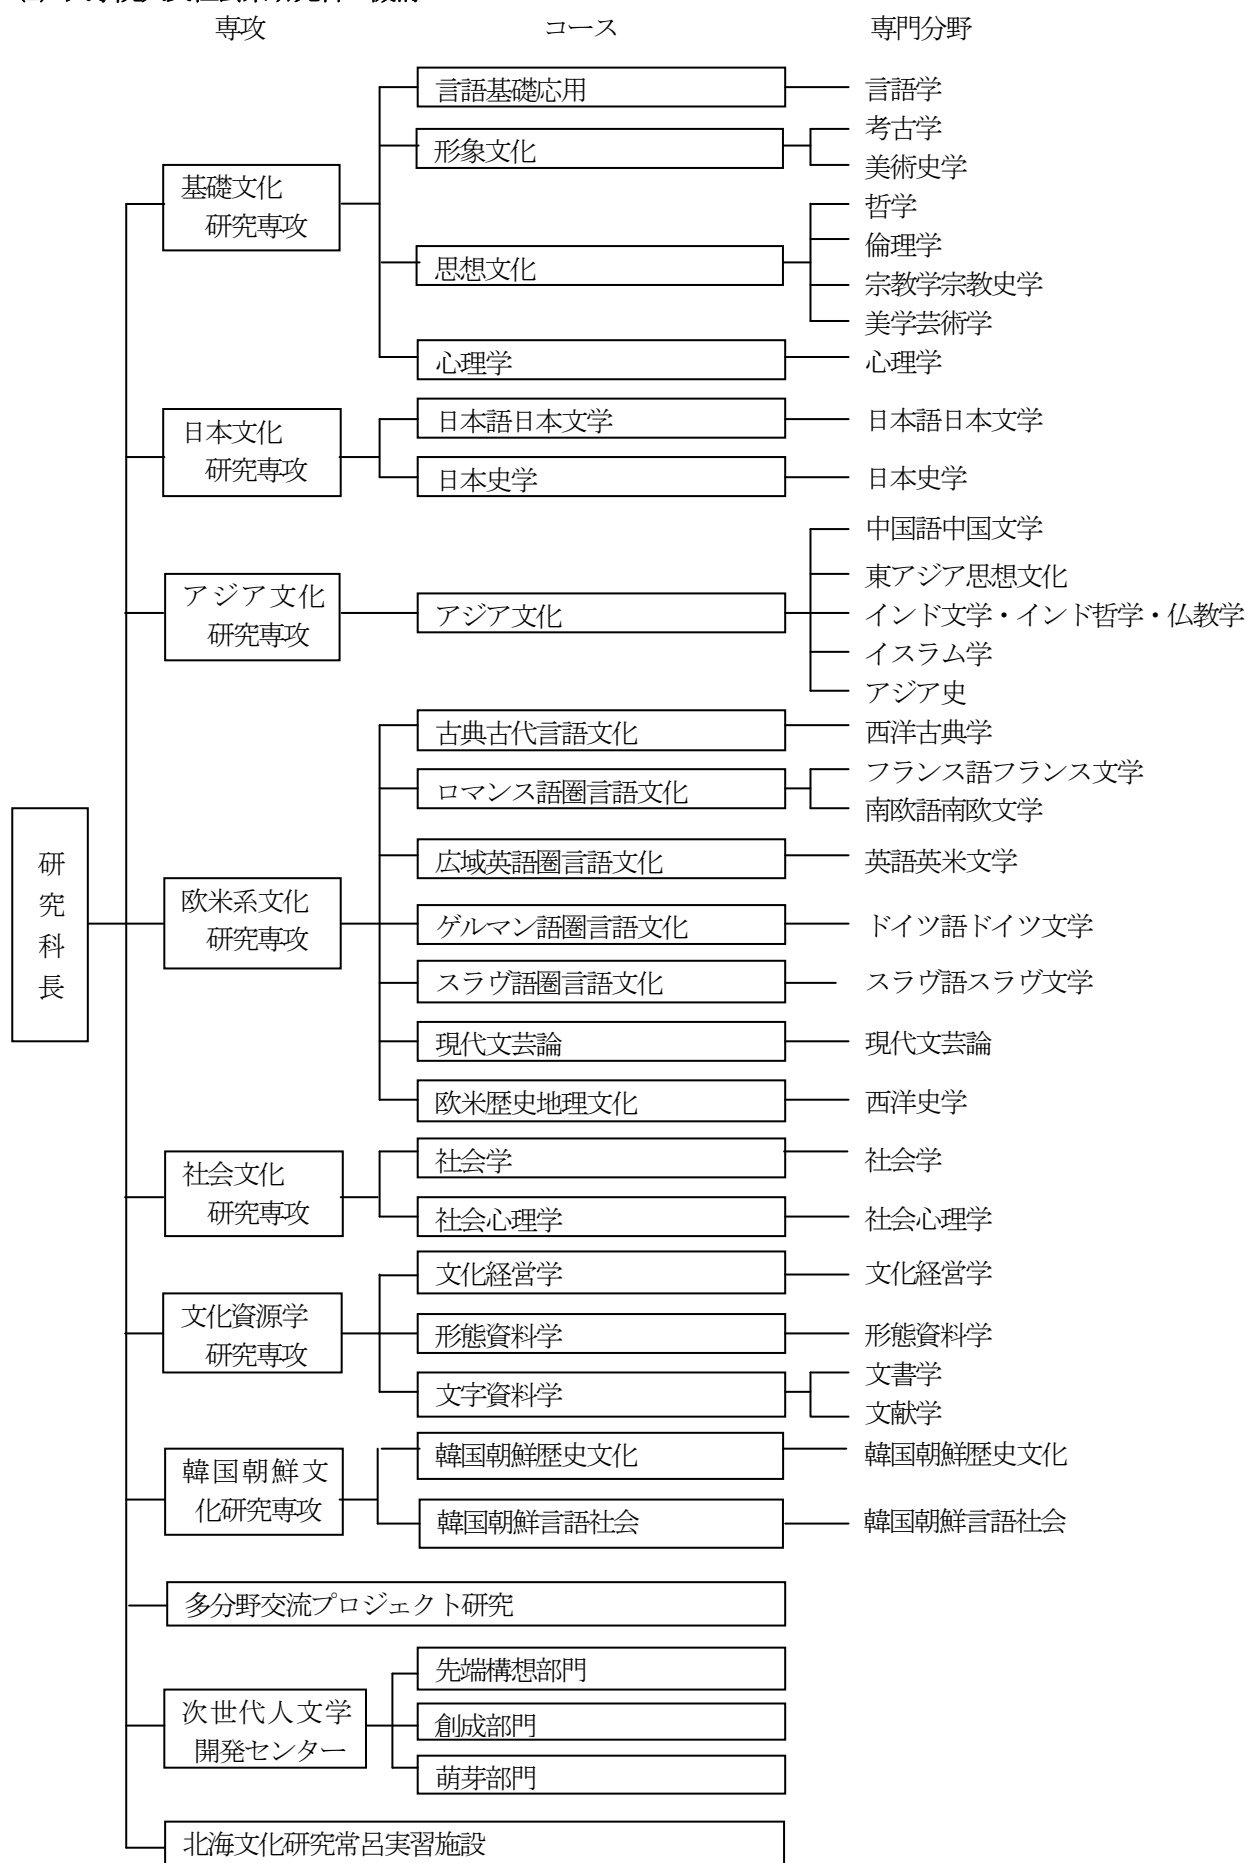 専攻 コース 専門分野
言語基礎応用 言語学
形象文化 考古学
美術史学
基礎文化
研究専攻
思想文化 哲学
倫理学
宗教学宗教史学
美学芸術学
心理学 心理学
日本文化
研究専攻
日本語日本文学 日本語日本文学
日本史学 日本史学
アジア文化
研究専攻
アジア文化
中国語中国文学
東アジア思想文化
インド文学・インド哲学・仏教学
イスラム学
アジア史
研究科長
欧米系文化
研究専攻
古典古代言語文化 西洋古典学
ロマンス語圏言語文化 フランス語フランス文学
南欧語南欧文学
広域英語圏言語文化 英語英米文学
ゲルマン語圏言語文化 ドイツ語ドイツ文学
スラヴ語圏言語文化 スラヴ語スラヴ文学
現代文芸論 現代文芸論
欧米歴史地理文化 西洋史学
社会文化
研究専攻
社会学 社会学
社会心理学 社会心理学
文化資源学
研究専攻
文化経営学 文化経営学
形態資料学 形態資料学
文字資料学 文書学
文献学
韓国朝鮮文
化研究専攻
韓国朝鮮歴史文化 韓国朝鮮歴史文化
韓国朝鮮言語社会 韓国朝鮮言語社会
多分野交流プロジェクト研究
次世代人文学
開発センター
先端構想部門
創成部門
萌芽部門
北海文化研究常呂実習施設